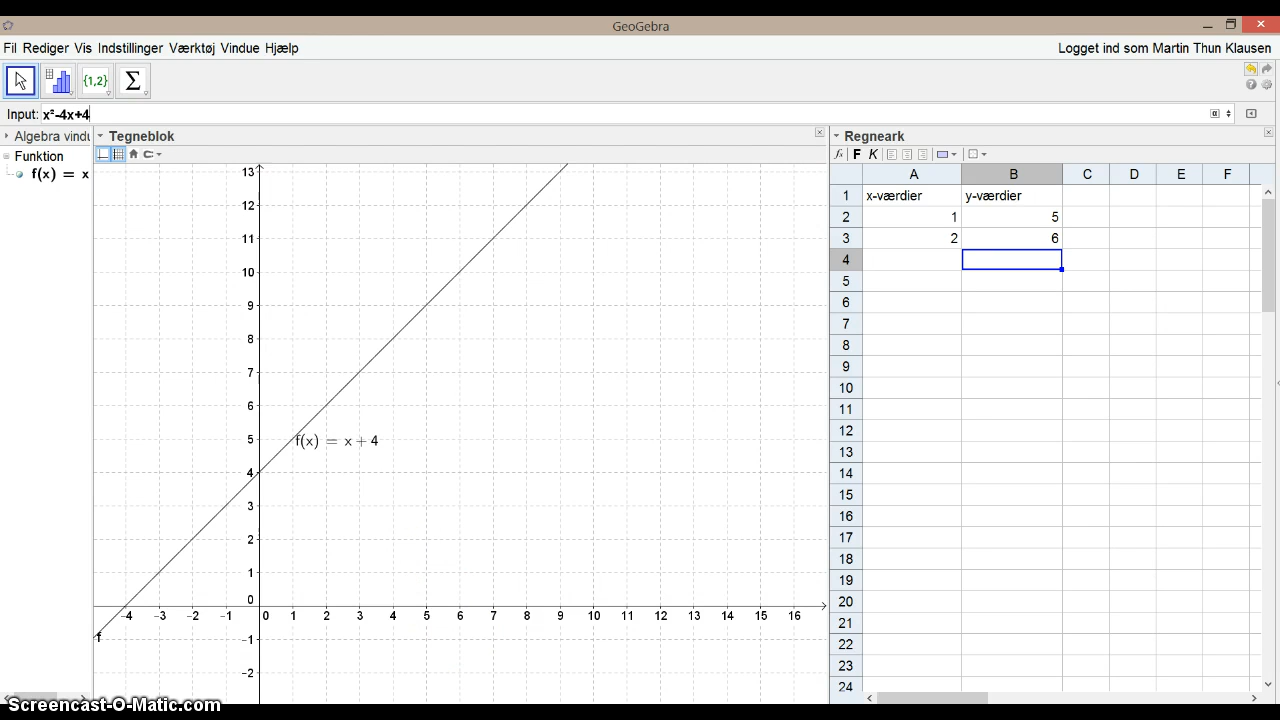 GeoGebra
Fil Rediger Vis Indstillinger Værktøj Vindue Hjælp
Logget ind som Martin Thun Klausen
{1,2} Σ
Input: x²-4x+4
α
Algebra vindu
Tegneblok
Regneark
Funktion
f(x) = x
fx F K
A B C D E F
1 x-værdier y-værdier
2 1 5
3 2 6
4
5
6
7
8
9
10
11
12
13
14
15
16
17
18
19
20
21
22
23
24
13
12
11
10
9
8
7
6
5
4
3
2
1
0
−1
−2
f(x) = x + 4
−4 −3 −2 −1 0 1 2 3 4 5 6 7 8 9 10 11 12 13 14 15 16
f
Screencast-O-Matic.com